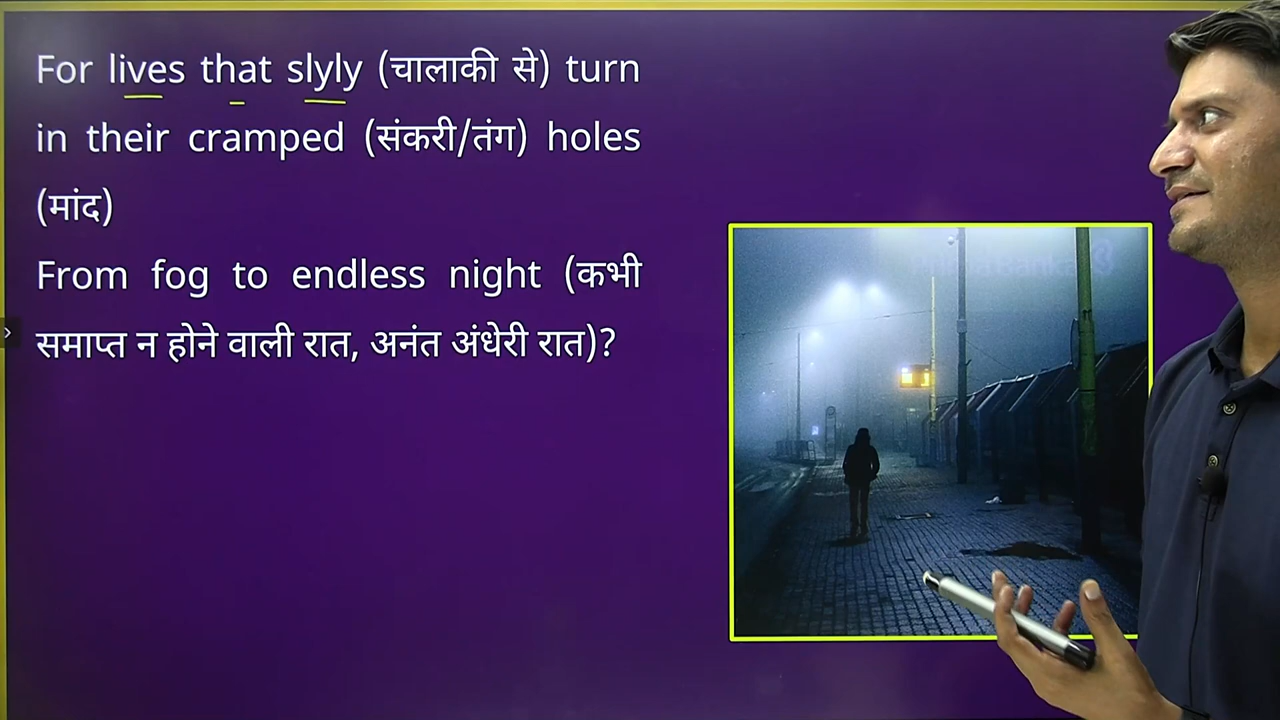 For lives that slyly (चालाकी से) turn
in their cramped (संकरी/तंग) holes
(मांद)
From fog to endless night (कभी
समाप्त न होने वाली रात, अनंत अंधेरी रात)?